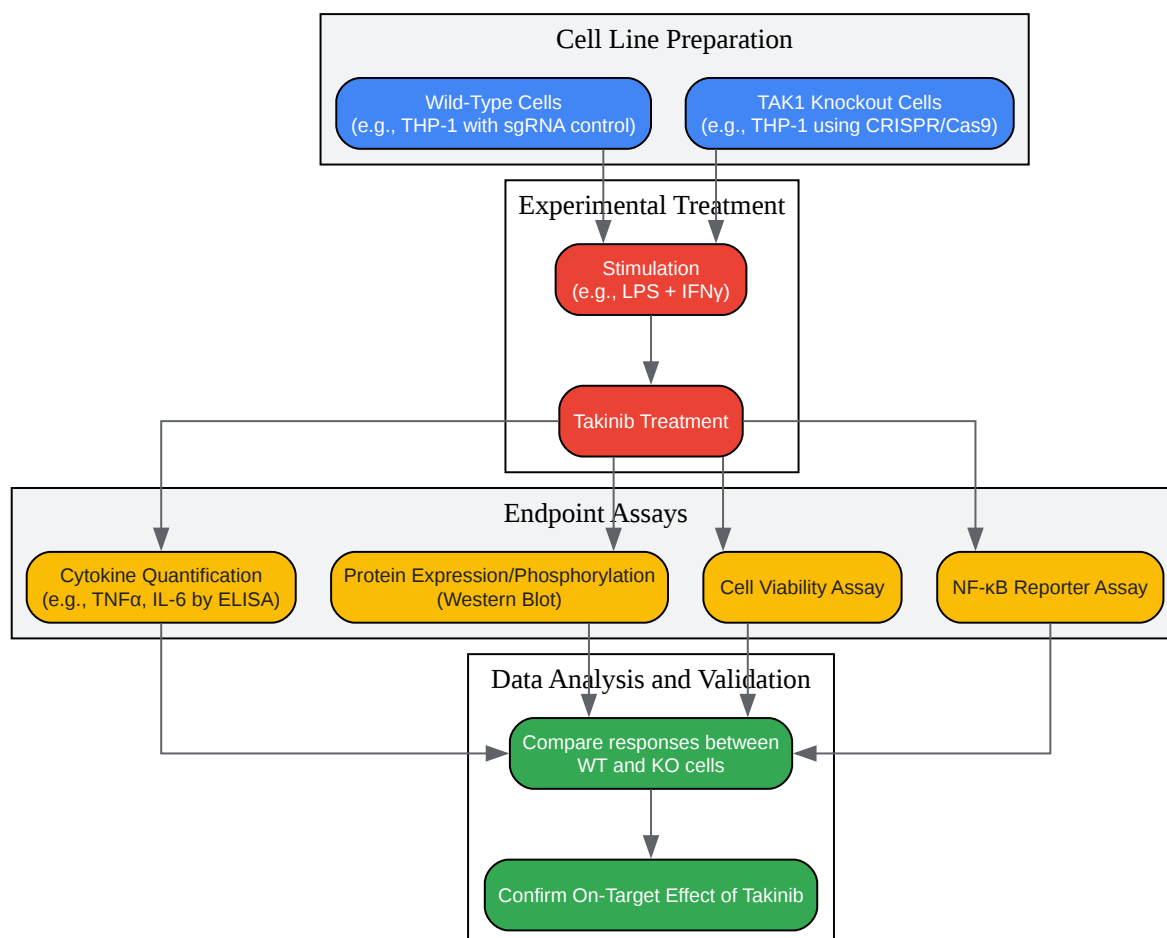 Cell Line Preparation
Wild-Type Cells
(e.g., THP-1 with sgRNA control)
TAK1 Knockout Cells
(e.g., THP-1 using CRISPR/Cas9)
Experimental Treatment
Stimulation
(e.g., LPS + IFNγ)
Takinib Treatment
Endpoint Assays
Cytokine Quantification
(e.g., TNFα, IL-6 by ELISA)
Protein Expression/Phosphorylation
(Western Blot)
Cell Viability Assay
NF-κB Reporter Assay
Data Analysis and Validation
Compare responses between
WT and KO cells
Confirm On-Target Effect of Takinib